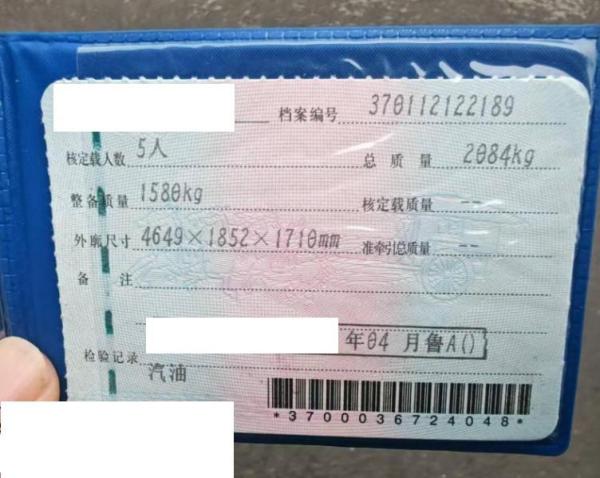 档案编号 370112122189
核定载人数 5人 总质量 2084kg
整备质量 1580kg 核定载质量 --
外廓尺寸 4649×1852×1710mm 准牵引总质量 --
备注
年04月鲁A()
检验记录
汽油
*3700036724048*